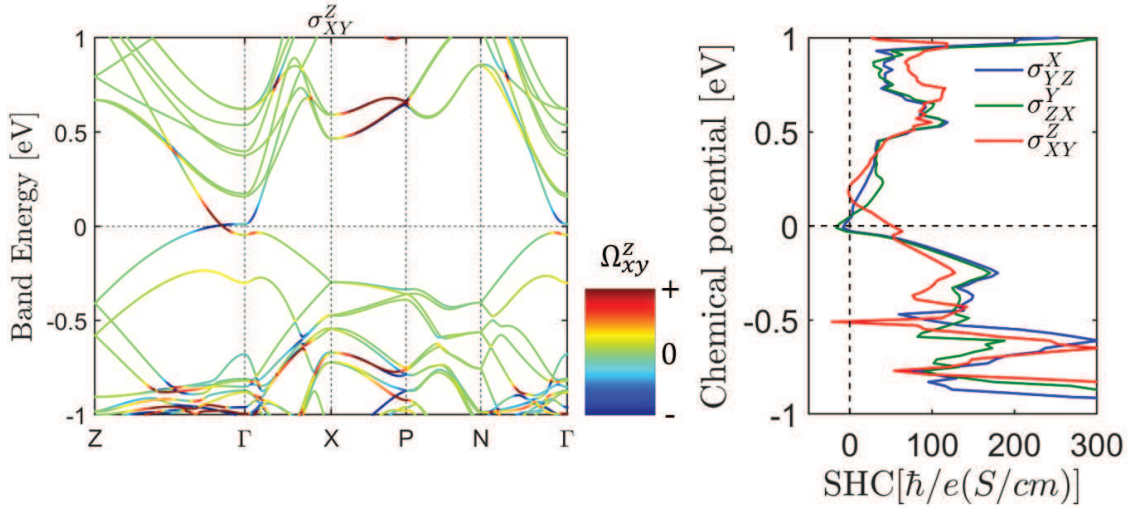 σ^Z_XY
Band Energy [eV]
1
0.5
0
-0.5
-1
Z
Γ
X
P
N
Γ
Ω^z_xy
+
0
-
Chemical potential [eV]
1
0.5
0
-0.5
-1
σ^X_YZ
σ^Y_ZX
σ^Z_XY
0
100
200
300
SHC[ℏ/e(S/cm)]